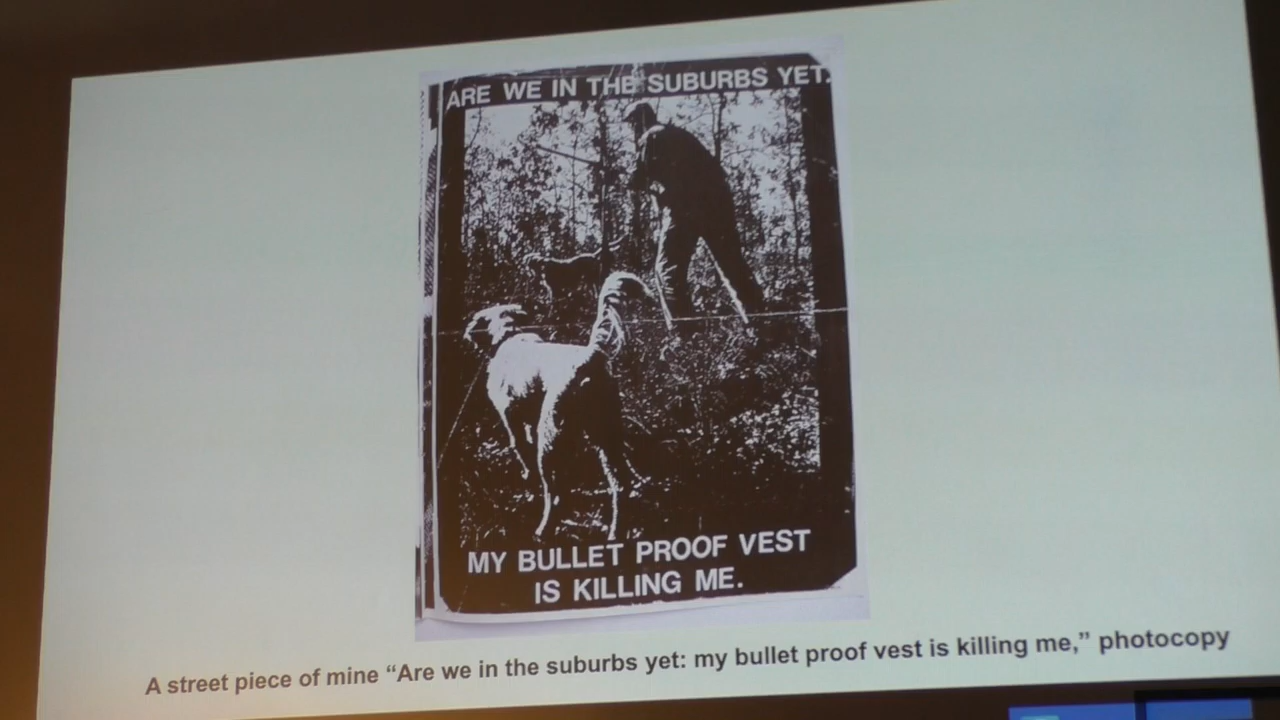 ARE WE IN THE SUBURBS YET.
MY BULLET PROOF VEST
IS KILLING ME.
A street piece of mine “Are we in the suburbs yet: my bullet proof vest is killing me,” photocopy